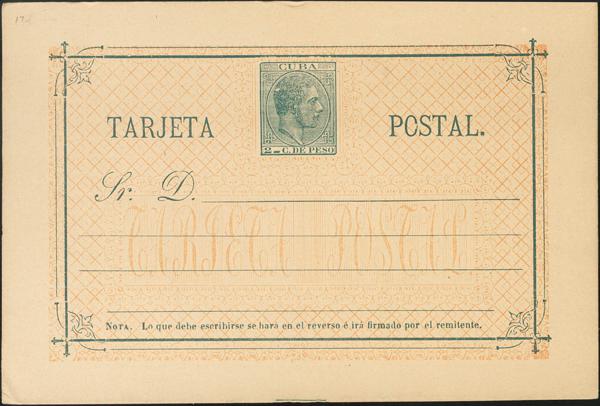 CUBA
2 C. DE PESO
TARJETA POSTAL.
Sr. D.
TARJETA POSTAL
NOTA. Lo que debe escribirse se hará en el reverso é irá firmado por el remitente.